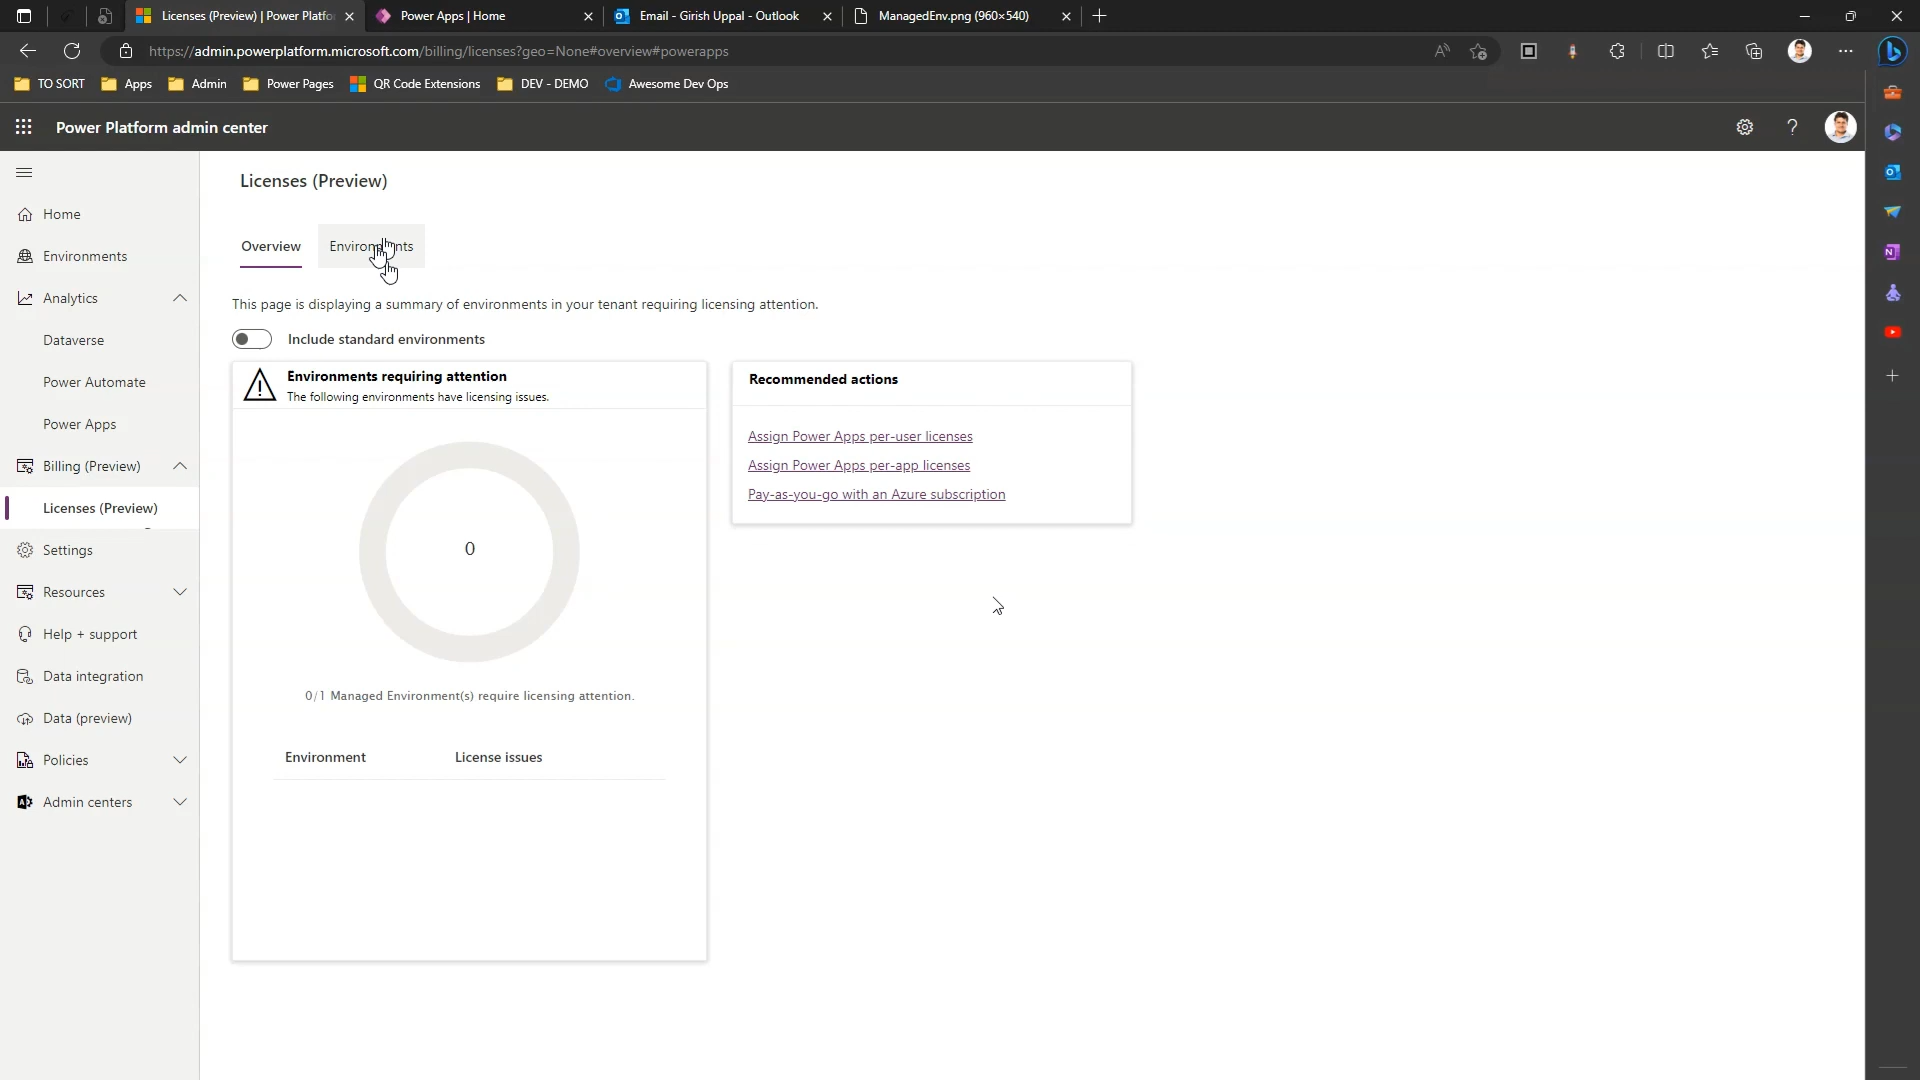 Licenses (Preview) | Power Platfo
Power Apps | Home
Email - Girish Uppal - Outlook
ManagedEnv.png (960×540)
https://admin.powerplatform.microsoft.com/billing/licenses?geo=None#overview#powerapps
TO SORT
Apps
Admin
Power Pages
QR Code Extensions
DEV - DEMO
Awesome Dev Ops
Power Platform admin center
Licenses (Preview)
Home
Environments
Analytics
Dataverse
Power Automate
Power Apps
Billing (Preview)
Licenses (Preview)
Settings
Resources
Help + support
Data integration
Data (preview)
Policies
Admin centers
Overview
Environments
This page is displaying a summary of environments in your tenant requiring licensing attention.
Include standard environments
Environments requiring attention
The following environments have licensing issues.
0
0/1 Managed Environment(s) require licensing attention.
Environment License issues
Recommended actions
Assign Power Apps per-user licenses
Assign Power Apps per-app licenses
Pay-as-you-go with an Azure subscription